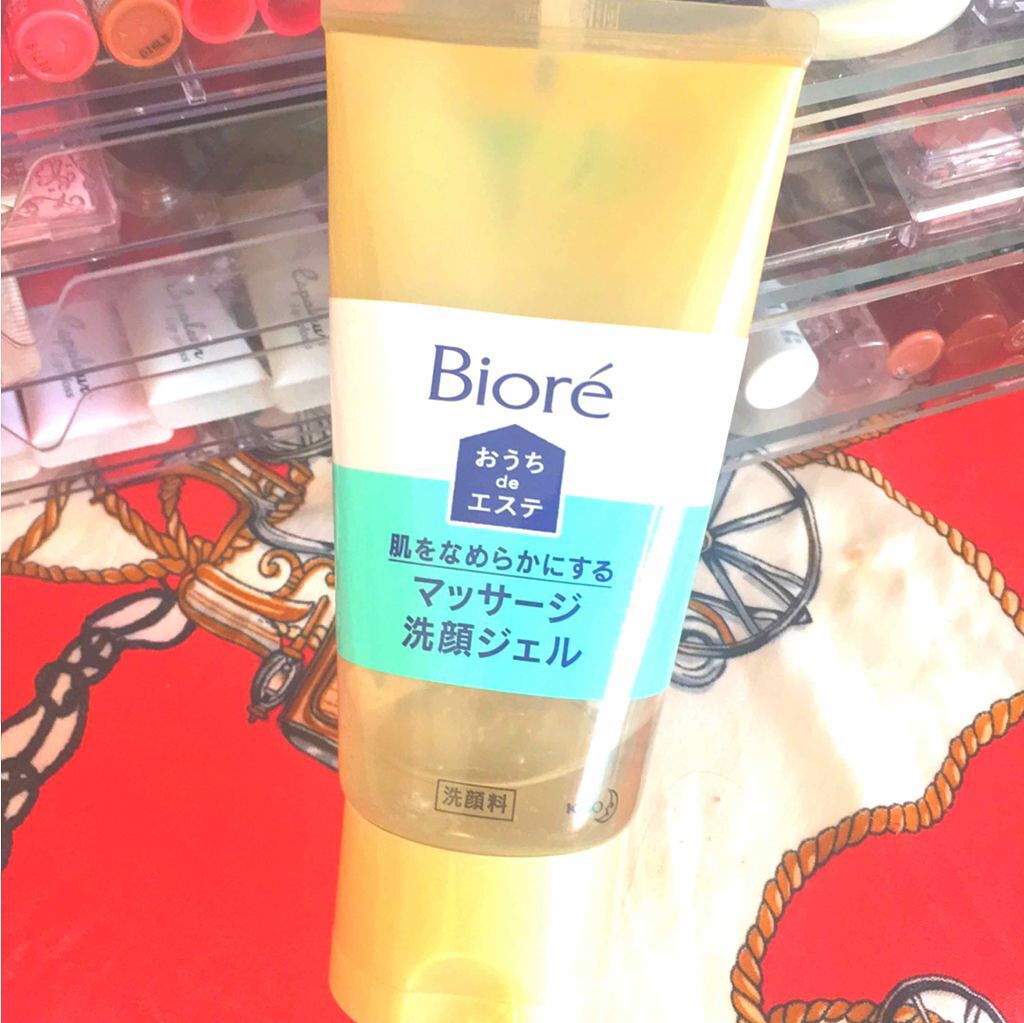 Bioré
おうち
de
エステ
肌をなめらかにする
マッサージ
洗顔ジェル
洗顔料